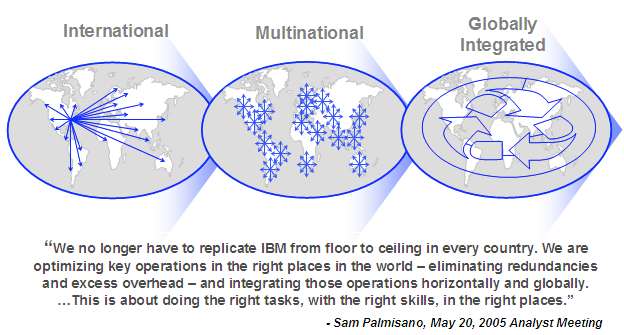 International
Multinational
Globally
Integrated
“We no longer have to replicate IBM from floor to ceiling in every country. We are
optimizing key operations in the right places in the world – eliminating redundancies
and excess overhead – and integrating those operations horizontally and globally.
…This is about doing the right tasks, with the right skills, in the right places.”
- Sam Palmisano, May 20, 2005 Analyst Meeting